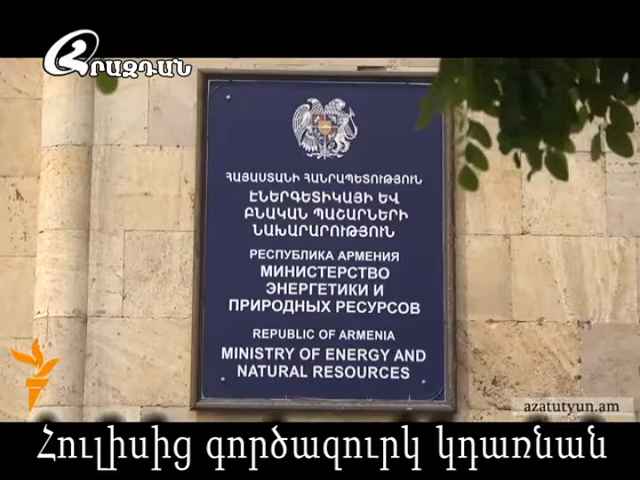 ՀՐԱԶԴԱՆ
ՀԱՅԱՍՏԱՆԻ ՀԱՆՐԱՊԵՏՈՒԹՅՈՒՆ
ԷՆԵՐԳԵՏԻԿԱՅԻ ԵՎ
ԲՆԱԿԱՆ ՊԱՇԱՐՆԵՐԻ
ՆԱԽԱՐԱՐՈՒԹՅՈՒՆ
РЕСПУБЛИКА АРМЕНИЯ
МИНИСТЕРСТВО
ЭНЕРГЕТИКИ И
ПРИРОДНЫХ РЕСУРСОВ
REPUBLIC OF ARMENIA
MINISTRY OF ENERGY AND
NATURAL RESOURCES
azatutyun.am
Հուլիսից գործազուրկ կդառնան